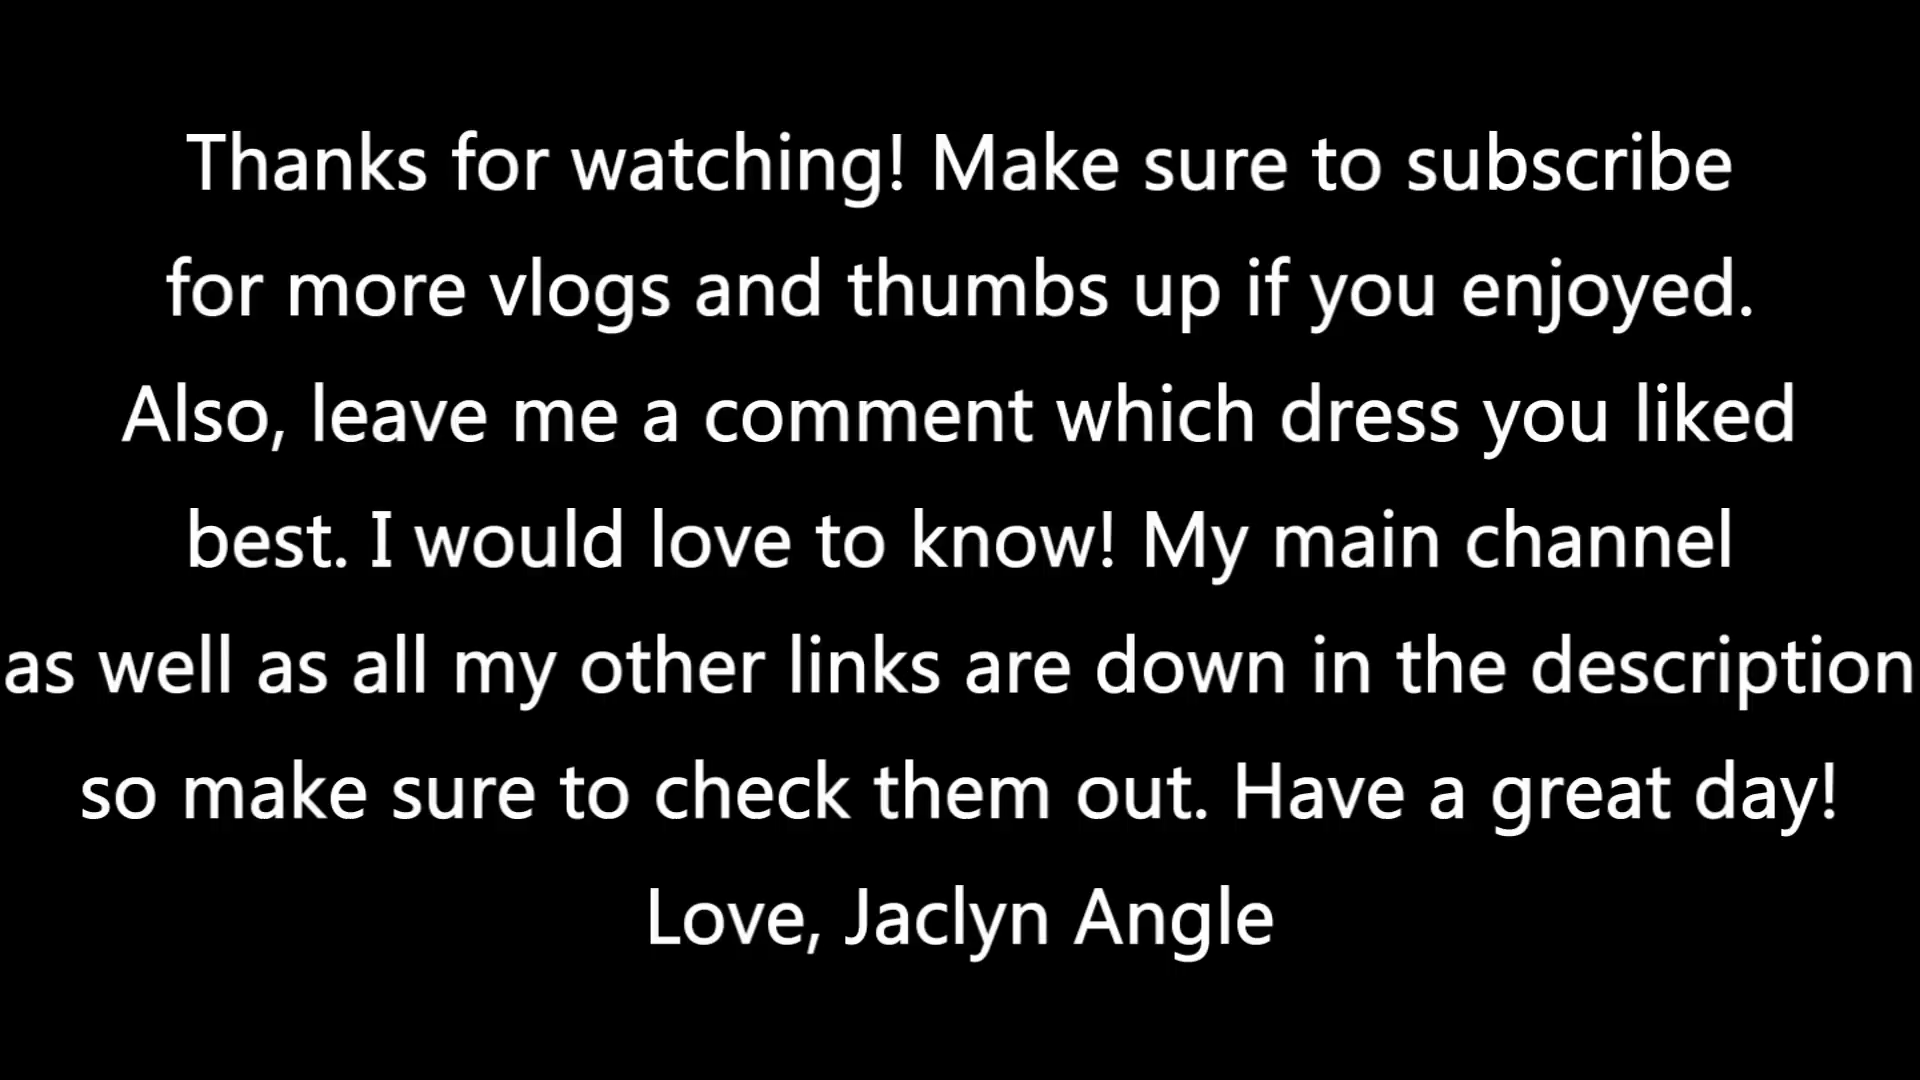 Thanks for watching! Make sure to subscribe
for more vlogs and thumbs up if you enjoyed.
Also, leave me a comment which dress you liked
best. I would love to know! My main channel
as well as all my other links are down in the description
so make sure to check them out. Have a great day!
Love, Jaclyn Angle